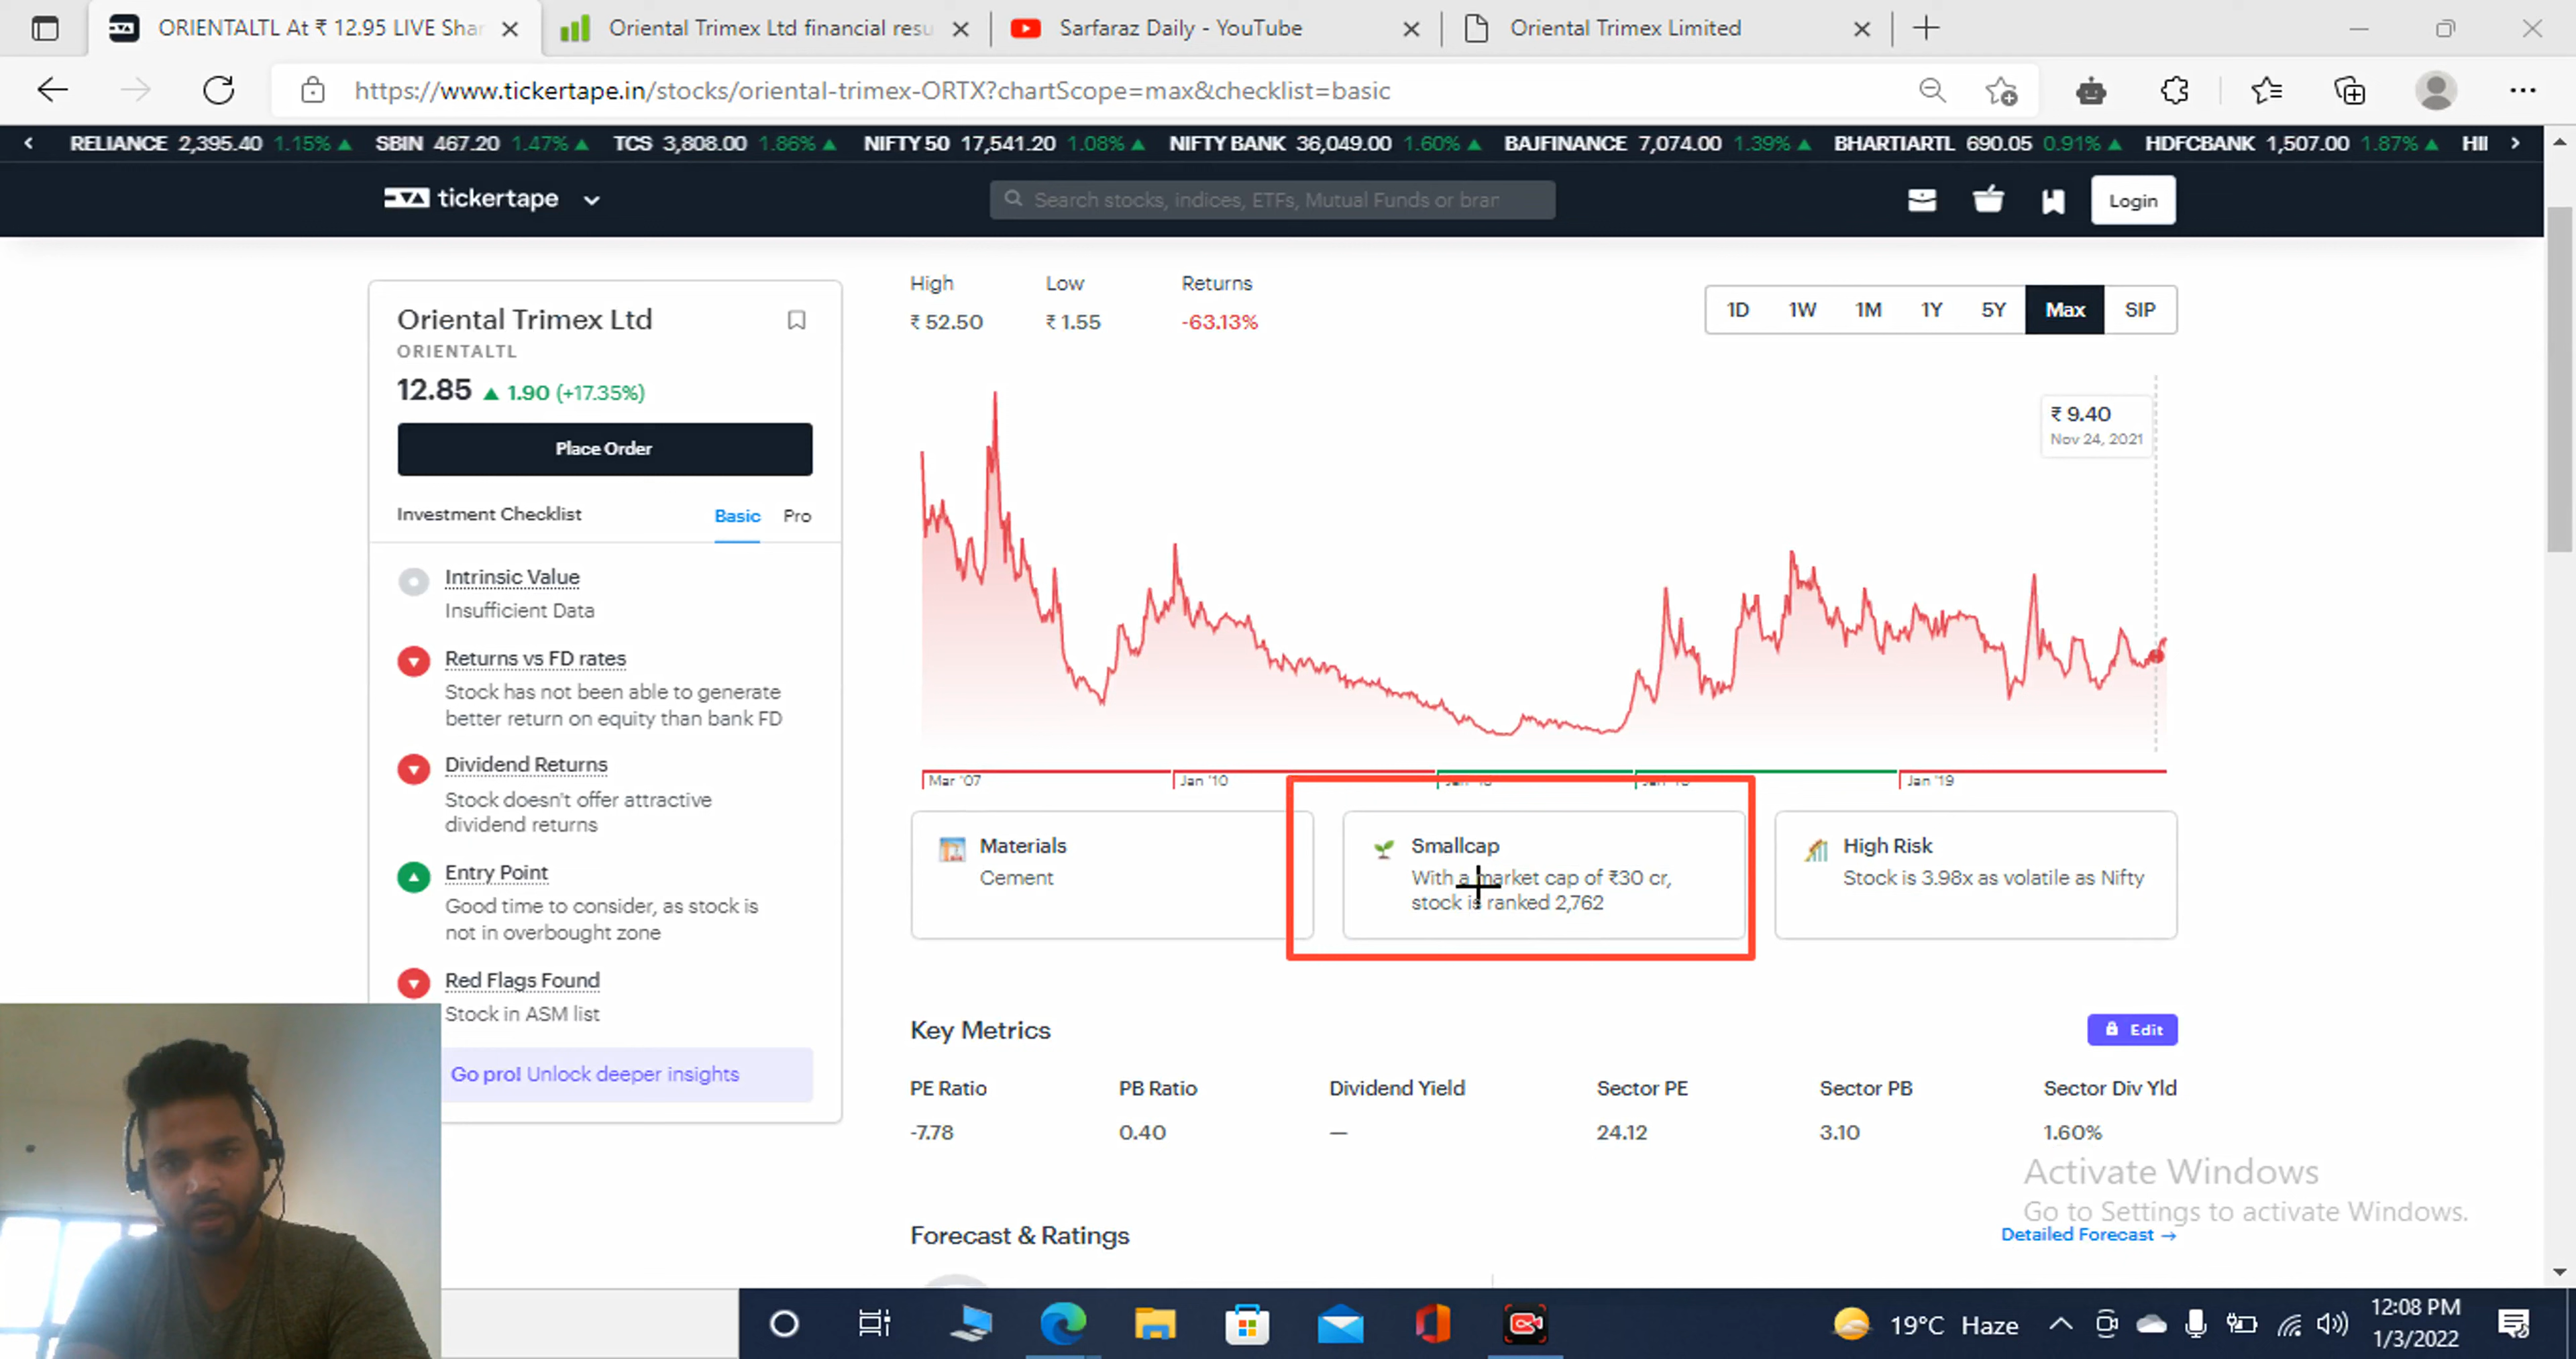 ORIENTALTL At ₹ 12.95 LIVE Shar
Oriental Trimex Ltd financial resu
Sarfaraz Daily - YouTube
Oriental Trimex Limited
https://www.tickertape.in/stocks/oriental-trimex-ORTX?chartScope=max&checklist=basic
RELIANCE 2,395.40 1.15% ▲ SBIN 467.20 1.47% ▲ TCS 3,808.00 1.86% ▲ NIFTY 50 17,541.20 1.08% ▲ NIFTY BANK 36,049.00 1.60% ▲ BAJFINANCE 7,074.00 1.39% ▲ BHARTIARTL 690.05 0.91% ▲ HDFCBANK 1,507.00 1.87% ▲
tickertape
Search stocks, indices, ETFs, Mutual Funds or bran
Login
Oriental Trimex Ltd
ORIENTALTL
12.85 ▲ 1.90 (+17.35%)
Place Order
Investment Checklist Basic Pro
Intrinsic Value
Insufficient Data
Returns vs FD rates
Stock has not been able to generate
better return on equity than bank FD
Dividend Returns
Stock doesn't offer attractive
dividend returns
Entry Point
Good time to consider, as stock is
not in overbought zone
Red Flags Found
Stock in ASM list
Go pro! Unlock deeper insights
High Low Returns
₹ 52.50 ₹ 1.55 -63.13%
1D 1W 1M 1Y 5Y Max SIP
₹ 9.40
Nov 24, 2021
Mar '07 Jan '10 Jan '19
Materials
Cement
Smallcap
With a market cap of ₹30 cr,
stock is ranked 2,762
High Risk
Stock is 3.98x as volatile as Nifty
Key Metrics
Edit
PE Ratio PB Ratio Dividend Yield Sector PE Sector PB Sector Div Yld
-7.78 0.40 — 24.12 3.10 1.60%
Activate Windows
Go to Settings to activate Windows.
Forecast & Ratings
Detailed Forecast →
19°C Haze
12:08 PM
1/3/2022